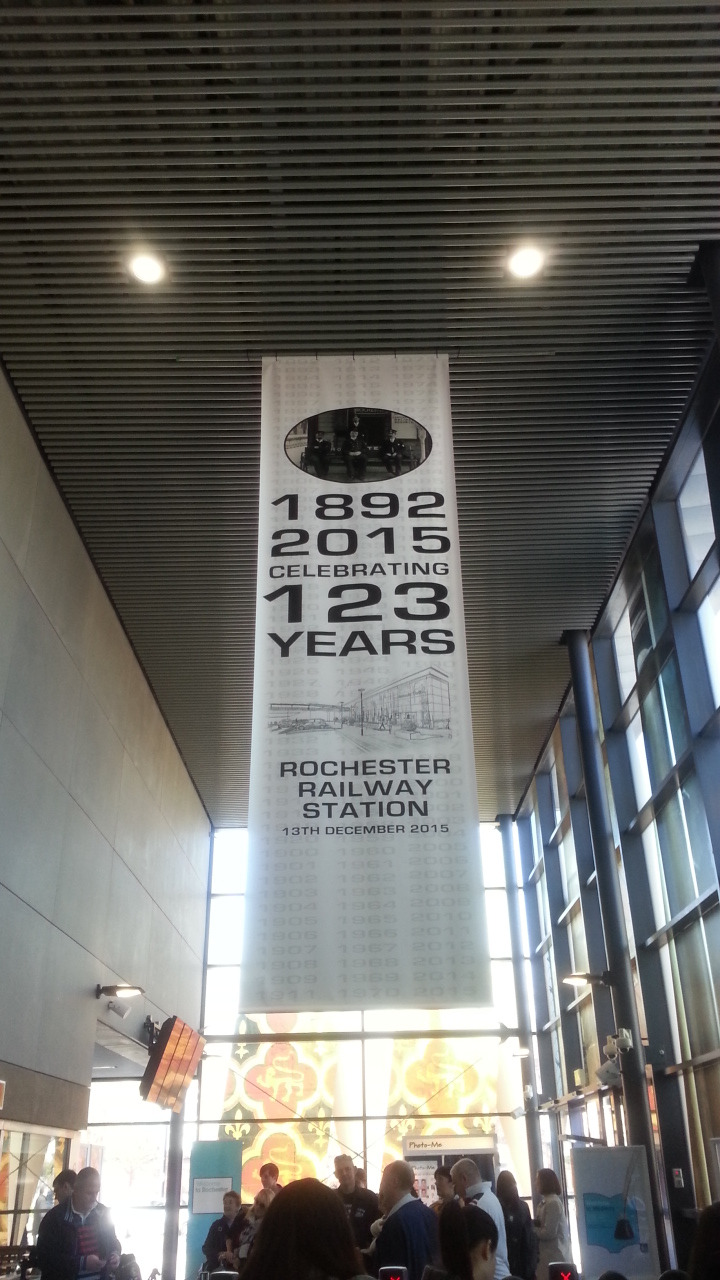 1892
2015
CELEBRATING
123
YEARS
ROCHESTER
RAILWAY
STATION
13TH DECEMBER 2015
Photo-Me